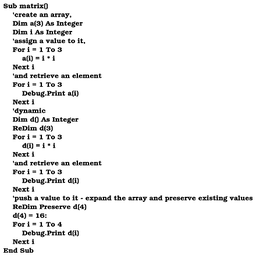 Sub matrix()
'create an array,
Dim a(3) As Integer
Dim i As Integer
'assign a value to it,
For i = 1 To 3
a(i) = i * i
Next i
'and retrieve an element
For i = 1 To 3
Debug.Print a(i)
Next i
'dynamic
Dim d() As Integer
ReDim d(3)
For i = 1 To 3
d(i) = i * i
Next i
'and retrieve an element
For i = 1 To 3
Debug.Print d(i)
Next i
'push a value to it - expand the array and preserve existing values
ReDim Preserve d(4)
d(4) = 16:
For i = 1 To 4
Debug.Print d(i)
Next i
End Sub